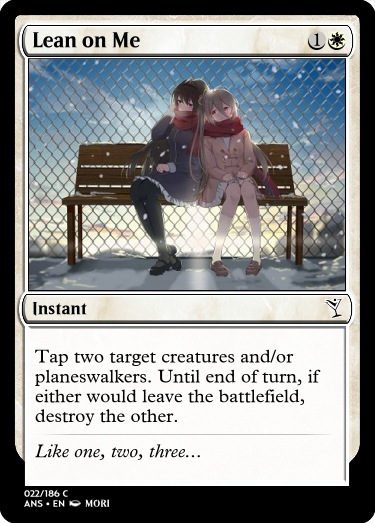 Lean on Me 1
Instant
Tap two target creatures and/or
planeswalkers. Until end of turn, if
either would leave the battlefield,
destroy the other.
Like one, two, three...
022/186 C
ANS • EN MORI